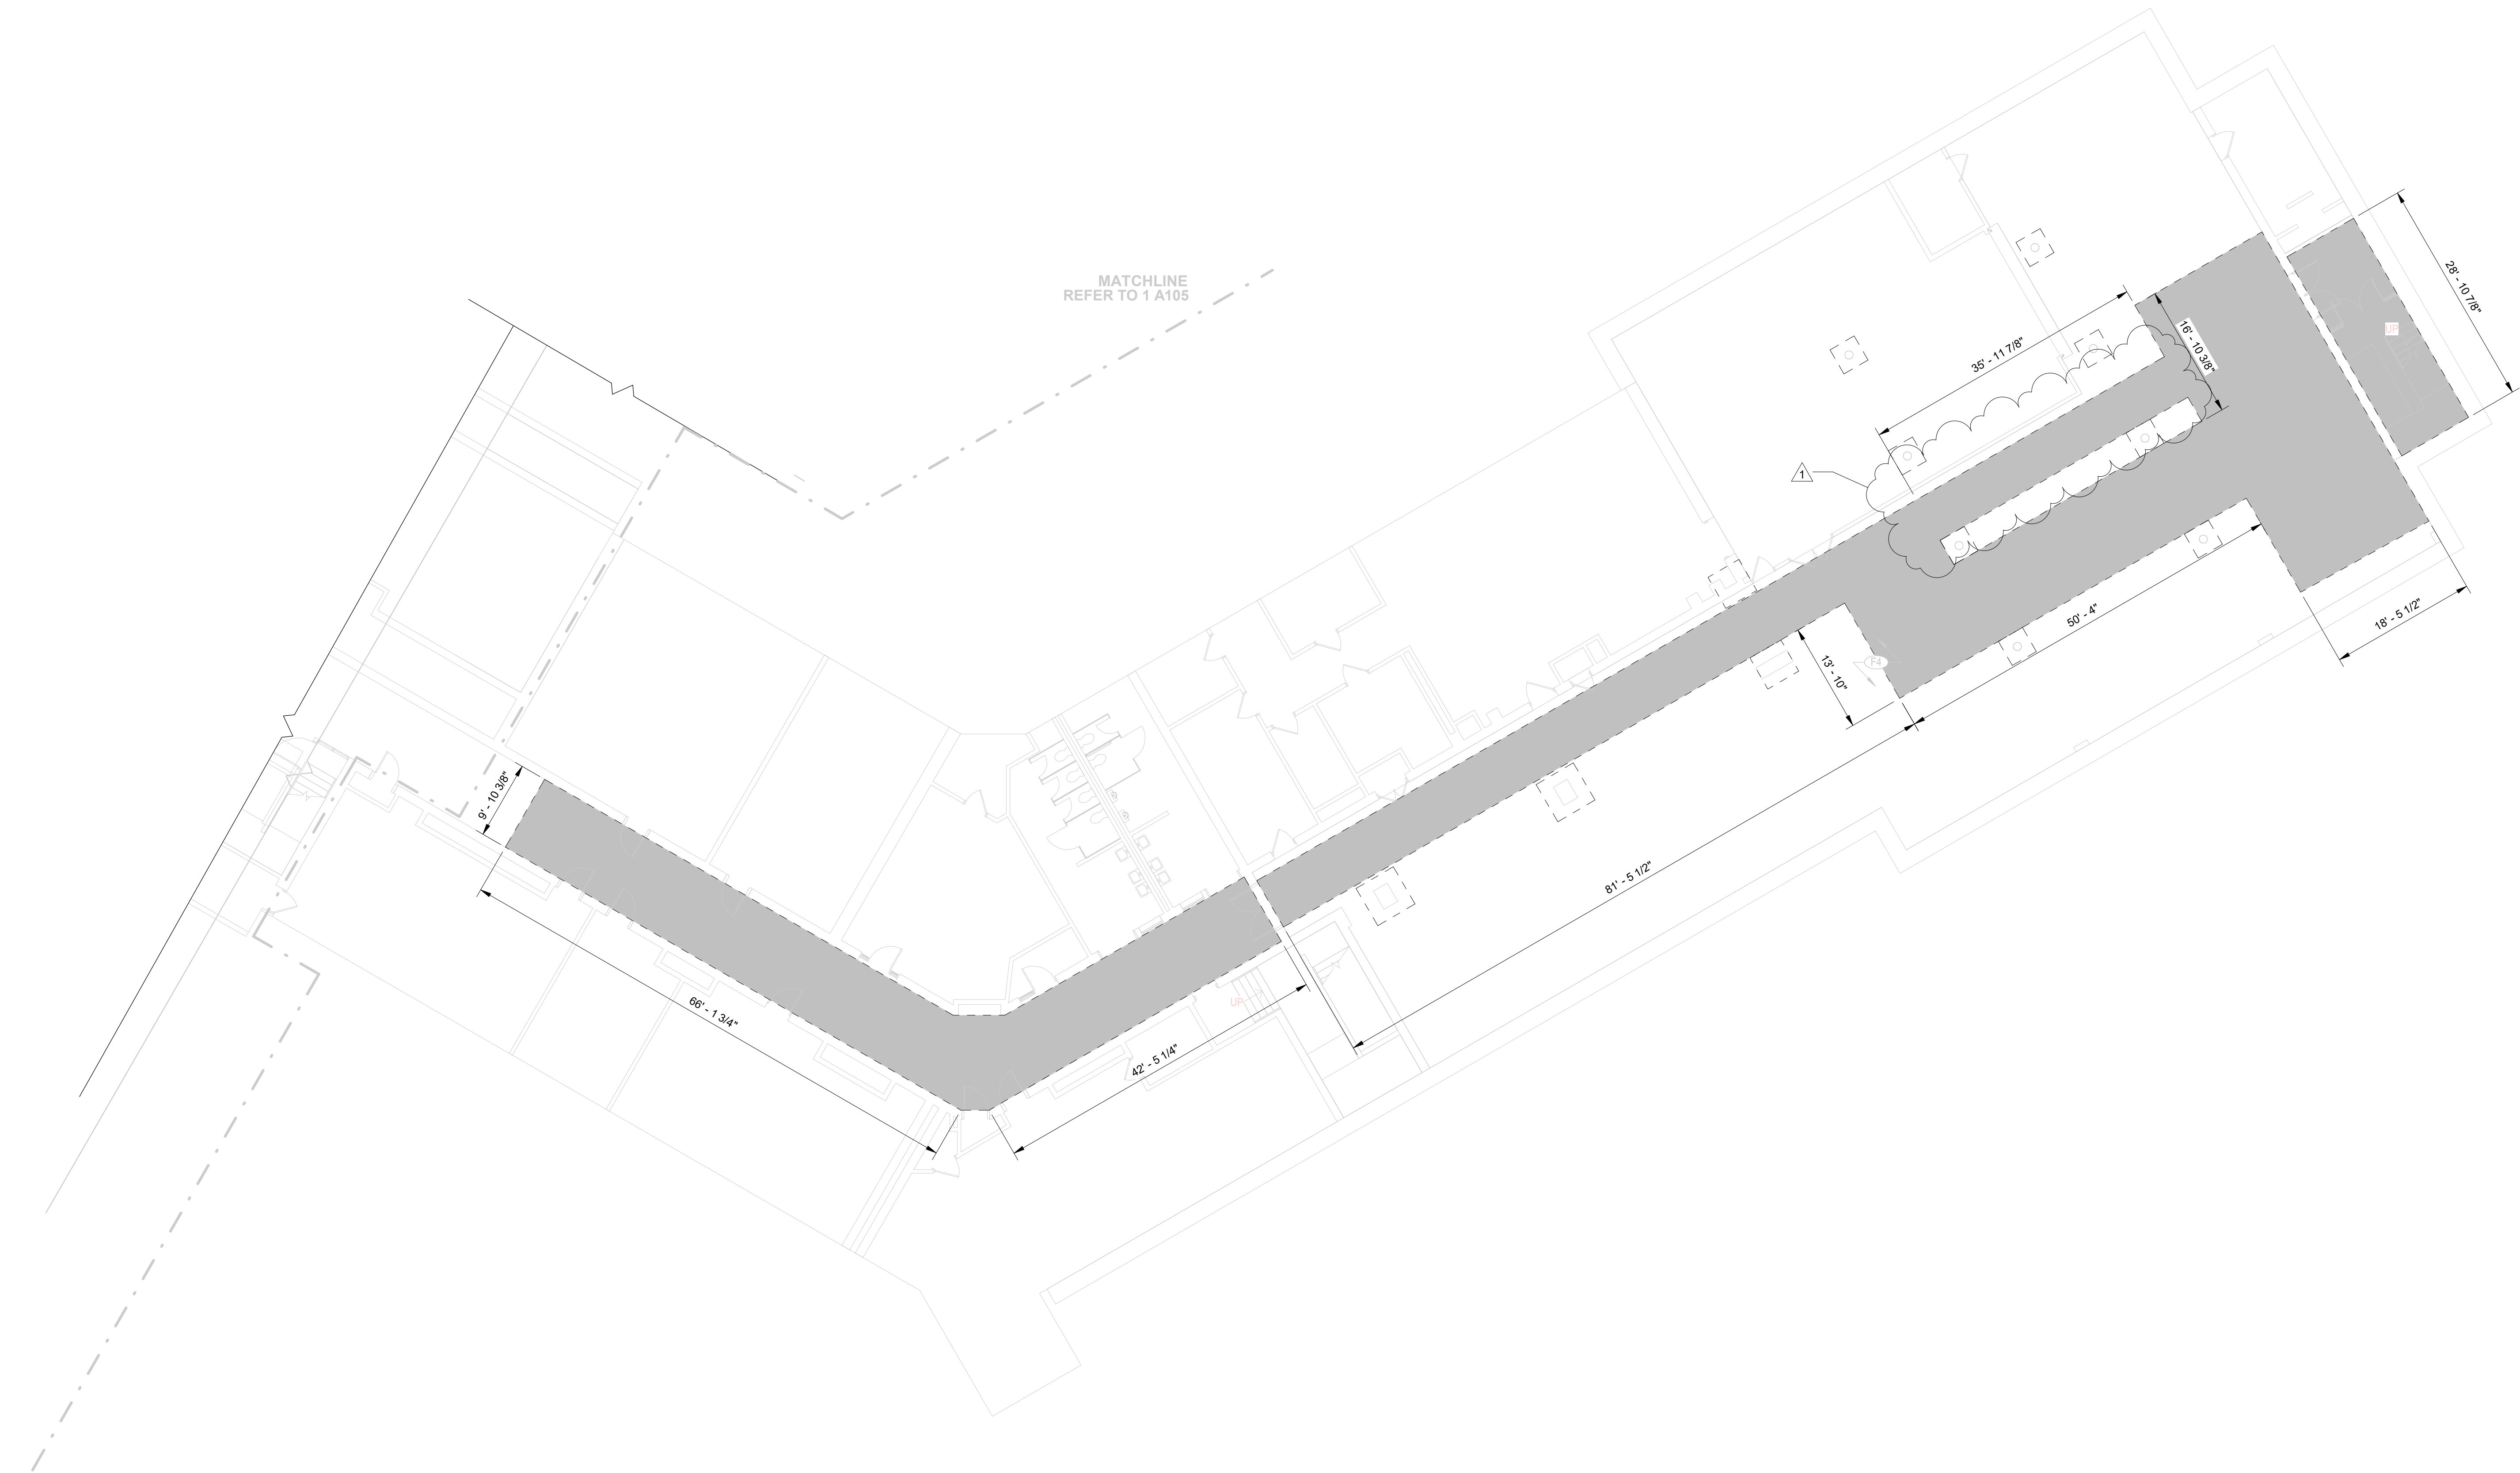 MATCHLINE
REFER TO 1 A105
28' - 10 7/8"
UP
16' - 10 3/8"
35' - 11 7/8"
1
50' - 4"
18' - 5 1/2"
F4
13' - 10"
9' - 10 3/8"
81' - 5 1/2"
66' - 1 3/4"
UP
42' - 5 1/4"